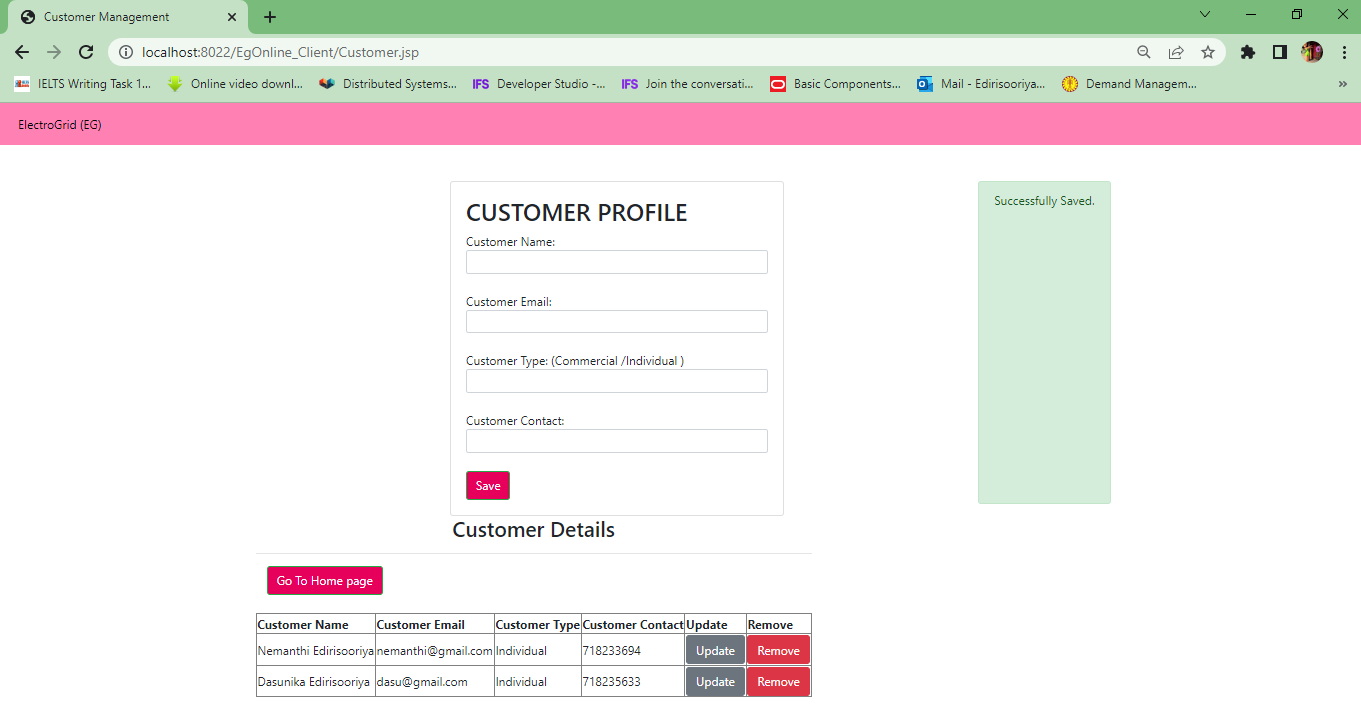 Customer Management
localhost:8022/EgOnline_Client/Customer.jsp
IELTS Writing Task 1... Online video downl... Distributed Systems... IFS Developer Studio -... IFS Join the conversati... Basic Components... Mail - Edirisooriya... Demand Managem... »
ElectroGrid (EG)
CUSTOMER PROFILE
Successfully Saved.
Customer Name:
Customer Email:
Customer Type: (Commercial /Individual )
Customer Contact:
Save
Customer Details
Go To Home page
Customer Name Customer Email Customer Type Customer Contact Update Remove
Nemanthi Edirisooriya nemanthi@gmail.com Individual 718233694 Update Remove
Dasunika Edirisooriya dasu@gmail.com Individual 718235633 Update Remove